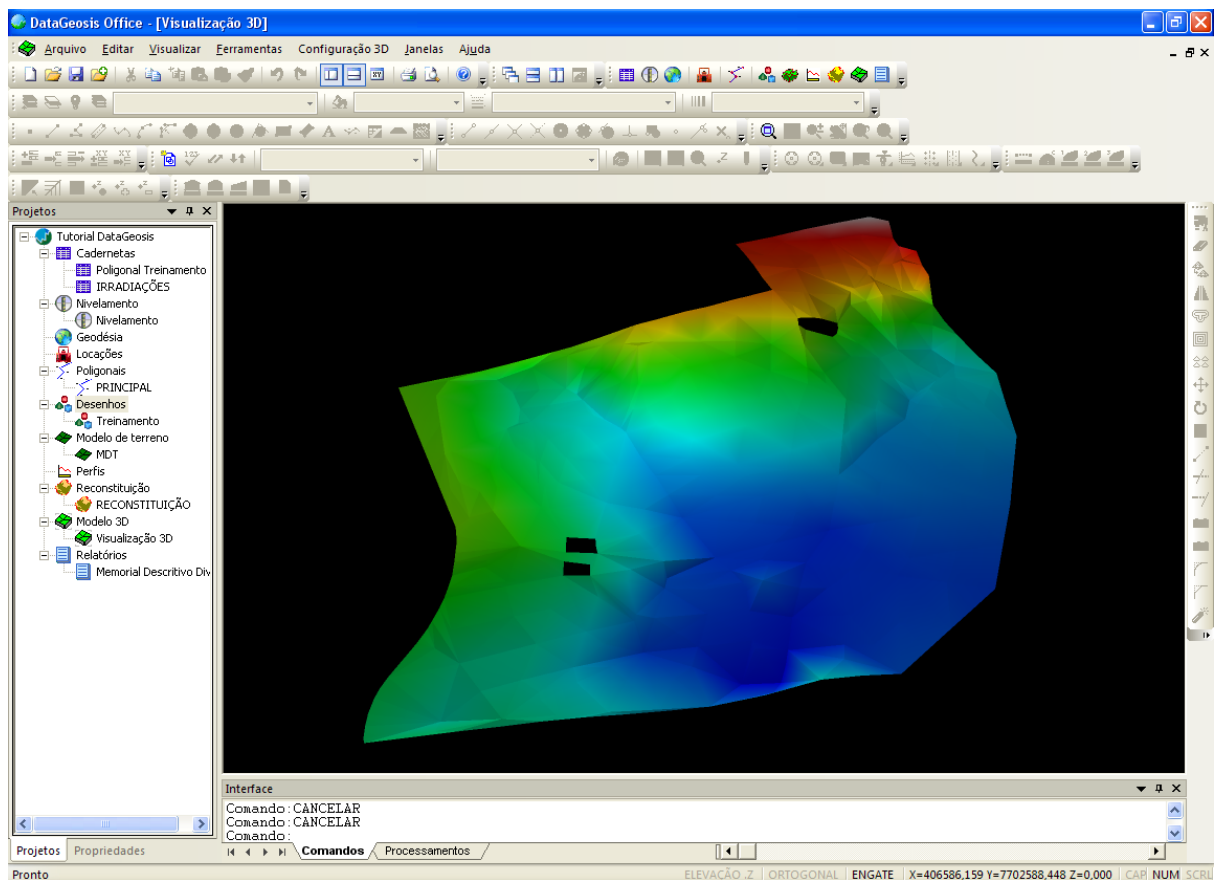 DataGeosis Office - [Visualização 3D]
Arquivo Editar Visualizar Ferramentas Configuração 3D Janelas Ajuda
Projetos
Tutorial DataGeosis
Cadernetas
Poligonal Treinamento
IRRADIAÇÕES
Nivelamento
Nivelamento
Geodésia
Locações
Poligonais
PRINCIPAL
Desenhos
Treinamento
Modelo de terreno
MDT
Perfis
Reconstituição
RECONSTITUIÇÃO
Modelo 3D
Visualização 3D
Relatórios
Memorial Descritivo Div
Projetos Propriedades
Interface
Comando:CANCELAR
Comando:CANCELAR
Comando:
Comandos Processamentos
Pronto
ELEVAÇÃO .Z ORTOGONAL ENGATE X=406586,159 Y=7702588,448 Z=0,000 CAP NUM SCRL